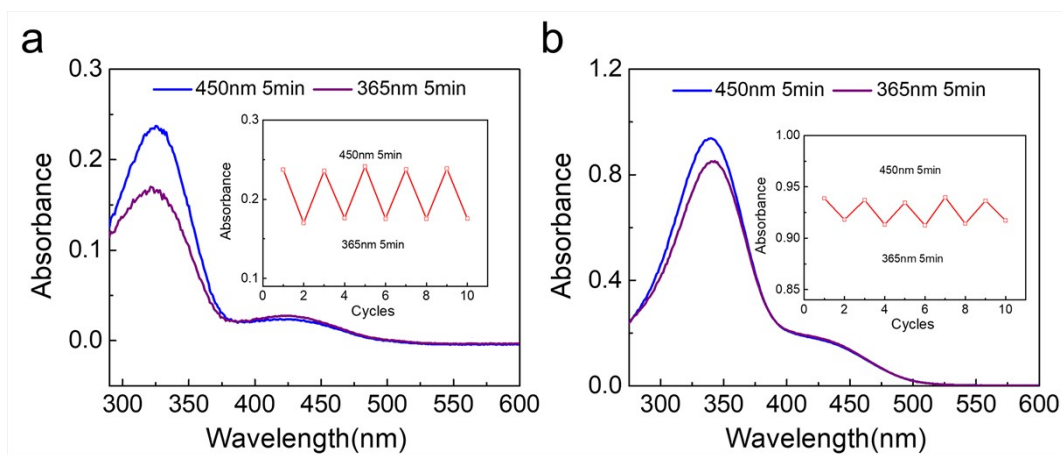 a
450nm 5min
365nm 5min
Absorbance
0.3
0.2
0.1
0.0
300
350
400
450
500
550
600
Wavelength(nm)
Absorbance
0.3
0.2
0.1
450nm 5min
365nm 5min
0
2
4
6
8
10
Cycles
b
450nm 5min
365nm 5min
Absorbance
1.2
0.8
0.4
0.0
300
350
400
450
500
550
600
Wavelength(nm)
Absorbance
1.00
0.95
0.90
0.85
450nm 5min
365nm 5min
0
2
4
6
8
10
Cycles